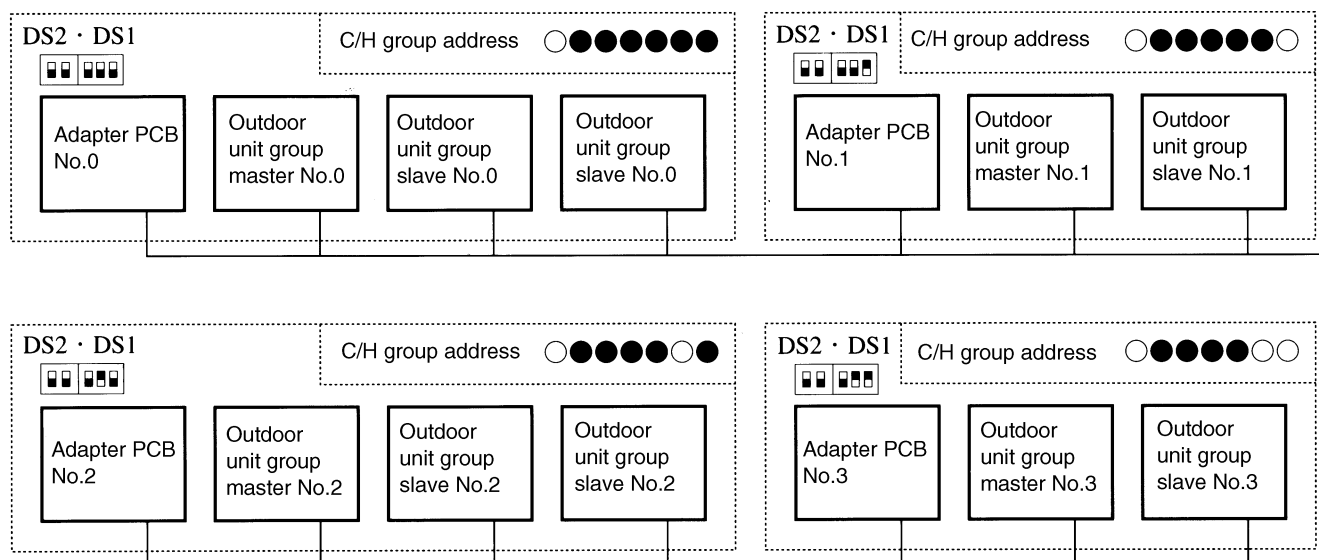 DS2・DS1
C/H group address
Adapter PCB
No.0
Outdoor
unit group
master No.0
Outdoor
unit group
slave No.0
Outdoor
unit group
slave No.0
DS2・DS1
C/H group address
Adapter PCB
No.1
Outdoor
unit group
master No.1
Outdoor
unit group
slave No.1
DS2・DS1
C/H group address
Adapter PCB
No.2
Outdoor
unit group
master No.2
Outdoor
unit group
slave No.2
Outdoor
unit group
slave No.2
DS2・DS1
C/H group address
Adapter PCB
No.3
Outdoor
unit group
master No.3
Outdoor
unit group
slave No.3